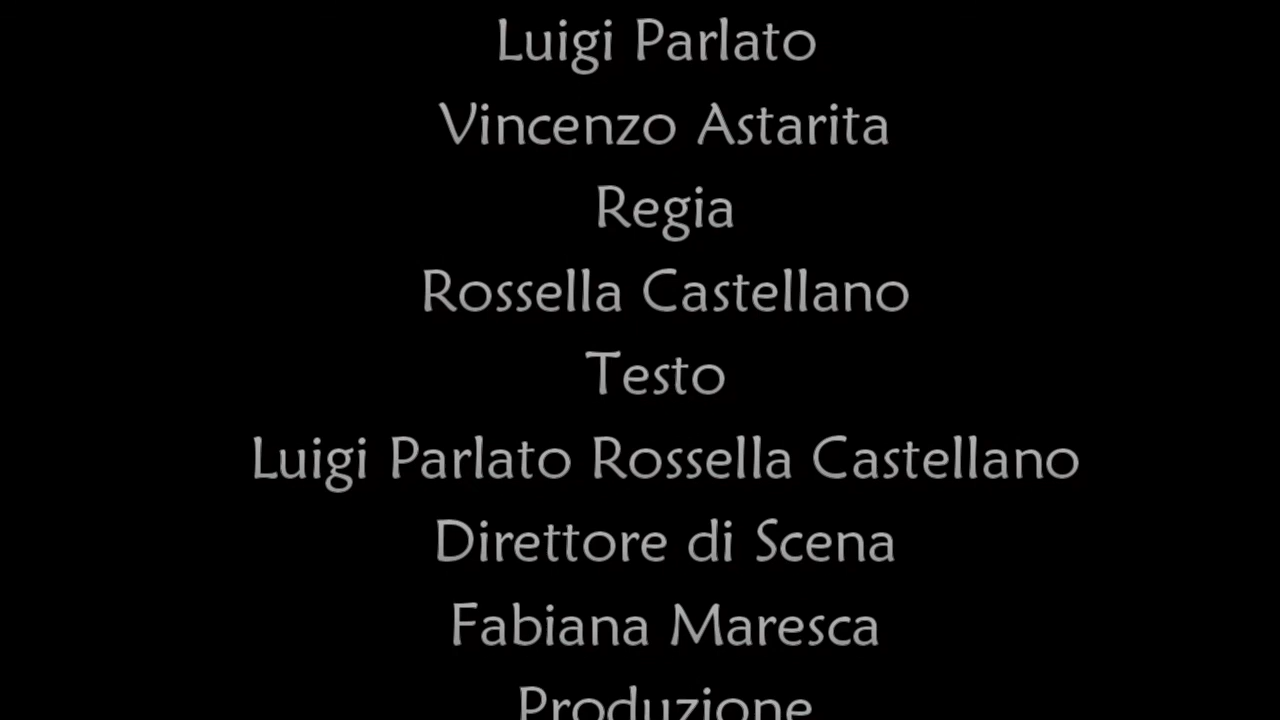 Luigi Parlato
Vincenzo Astarita
Regia
Rossella Castellano
Testo
Luigi Parlato Rossella Castellano
Direttore di Scena
Fabiana Maresca
Produzione